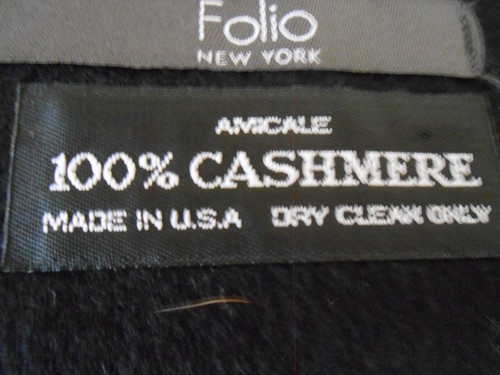 Folio
NEW YORK
AMICALE
100% CASHMERE
MADE IN U.S.A DRY CLEAN ONLY